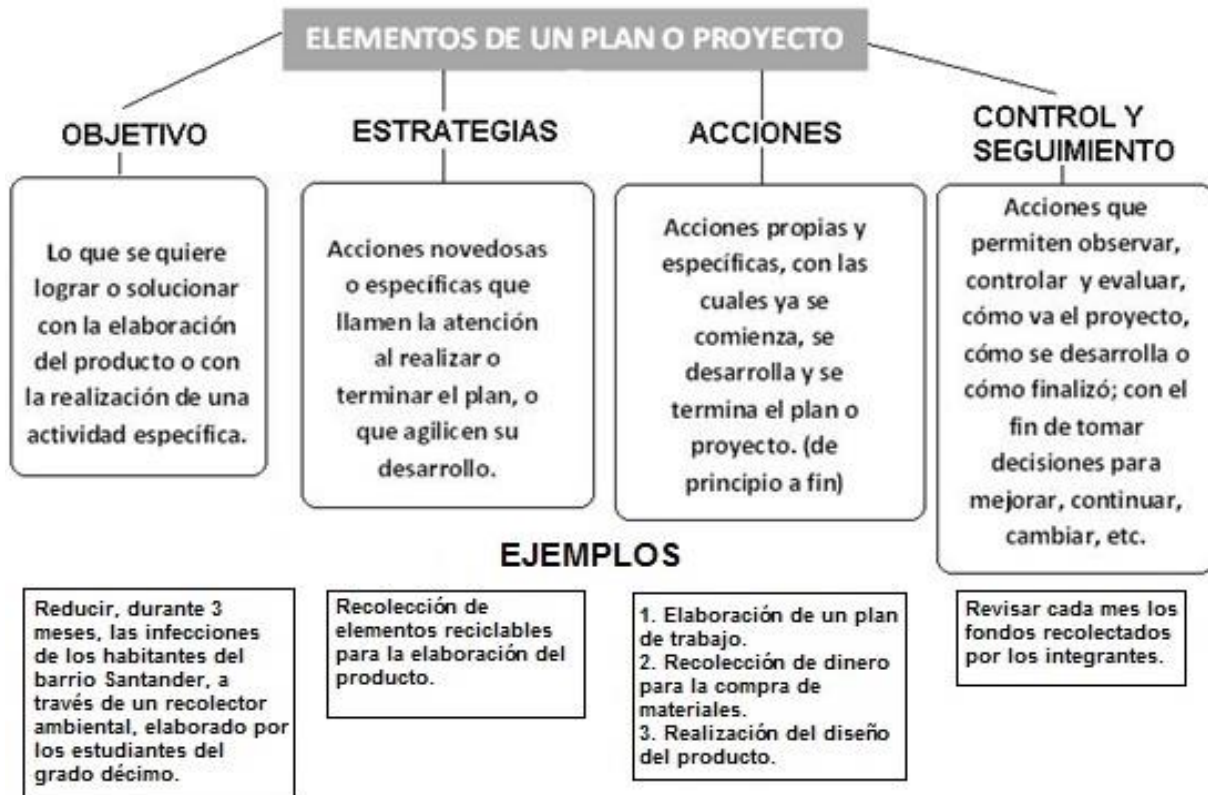 ELEMENTOS DE UN PLAN O PROYECTO
OBJETIVO
Lo que se quiere
lograr o solucionar
con la elaboración
del producto o con
la realización de una
actividad específica.
ESTRATEGIAS
Acciones novedosas
o específicas que
llamen la atención
al realizar o
terminar el plan, o
que agilicen su
desarrollo.
ACCIONES
Acciones propias y
específicas, con las
cuales ya se
comienza, se
desarrolla y se
termina el plan o
proyecto. (de
principio a fin)
CONTROL Y
SEGUIMIENTO
Acciones que
permiten observar,
controlar y evaluar,
cómo va el proyecto,
cómo se desarrolla o
cómo finalizó; con el
fin de tomar
decisiones para
mejorar, continuar,
cambiar, etc.
EJEMPLOS
Reducir, durante 3
meses, las infecciones
de los habitantes del
barrio Santander, a
través de un recolector
ambiental, elaborado por
los estudiantes del
grado décimo.
Recolección de
elementos reciclables
para la elaboración del
producto.
1. Elaboración de un plan
de trabajo.
2. Recolección de dinero
para la compra de
materiales.
3. Realización del diseño
del producto.
Revisar cada mes los
fondos recolectados
por los integrantes.